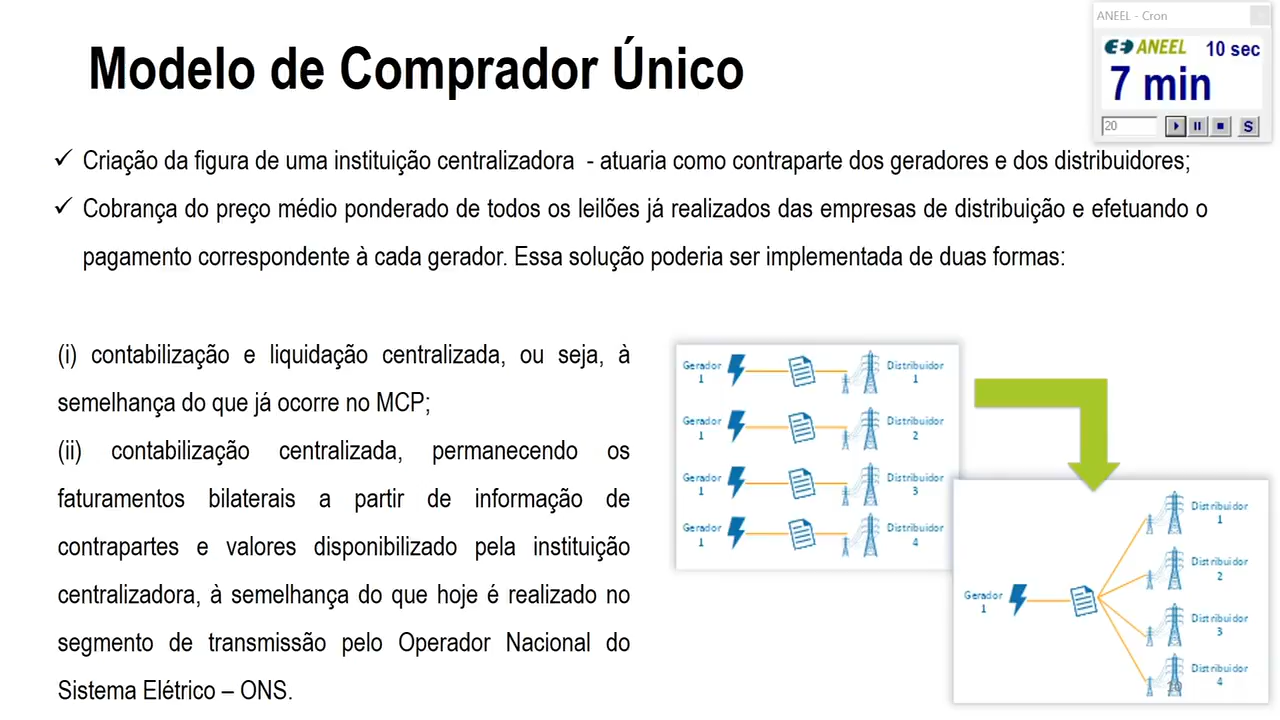 ANEEL - Cron
ANEEL 10 sec
7 min
20
S
Modelo de Comprador Único
Criação da figura de uma instituição centralizadora - atuaria como contraparte dos geradores e dos distribuidores;
Cobrança do preço médio ponderado de todos os leilões já realizados das empresas de distribuição e efetuando o
pagamento correspondente à cada gerador. Essa solução poderia ser implementada de duas formas:
(i) contabilização e liquidação centralizada, ou seja, à
semelhança do que já ocorre no MCP;
(ii) contabilização centralizada, permanecendo os
faturamentos bilaterais a partir de informação de
contrapartes e valores disponibilizado pela instituição
centralizadora, à semelhança do que hoje é realizado no
segmento de transmissão pelo Operador Nacional do
Sistema Elétrico – ONS.
Gerador
1
Distribuidor
1
Gerador
1
Distribuidor
2
Gerador
1
Distribuidor
3
Gerador
1
Distribuidor
4
Gerador
1
Distribuidor
1
Distribuidor
2
Distribuidor
3
Distribuidor
4
10